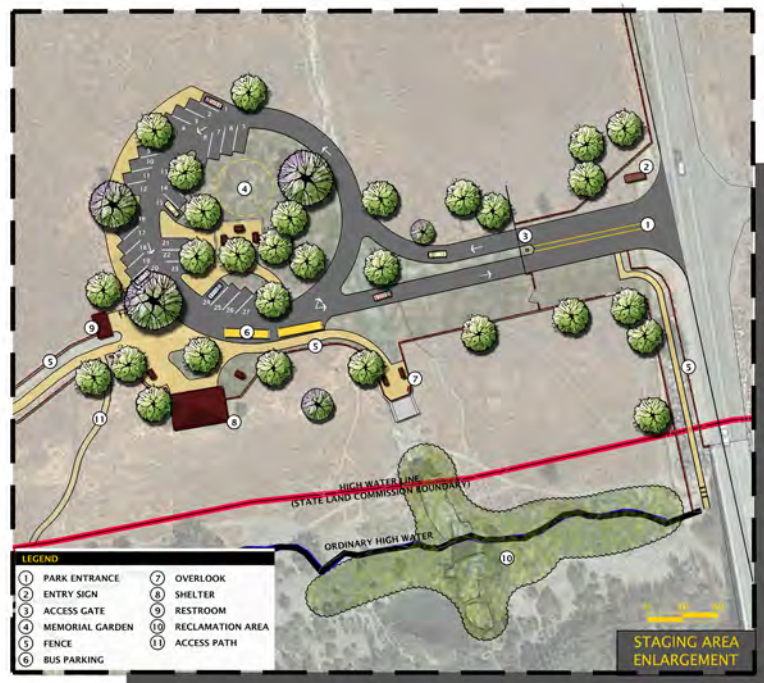 HIGH WATER LINE
(STATE LAND COMMISSION BOUNDARY)
ORDINARY HIGH WATER
LEGEND
1 PARK ENTRANCE
2 ENTRY SIGN
3 ACCESS GATE
4 MEMORIAL GARDEN
5 FENCE
6 BUS PARKING
7 OVERLOOK
8 SHELTER
9 RESTROOM
10 RECLAMATION AREA
11 ACCESS PATH
STAGING AREA
ENLARGEMENT